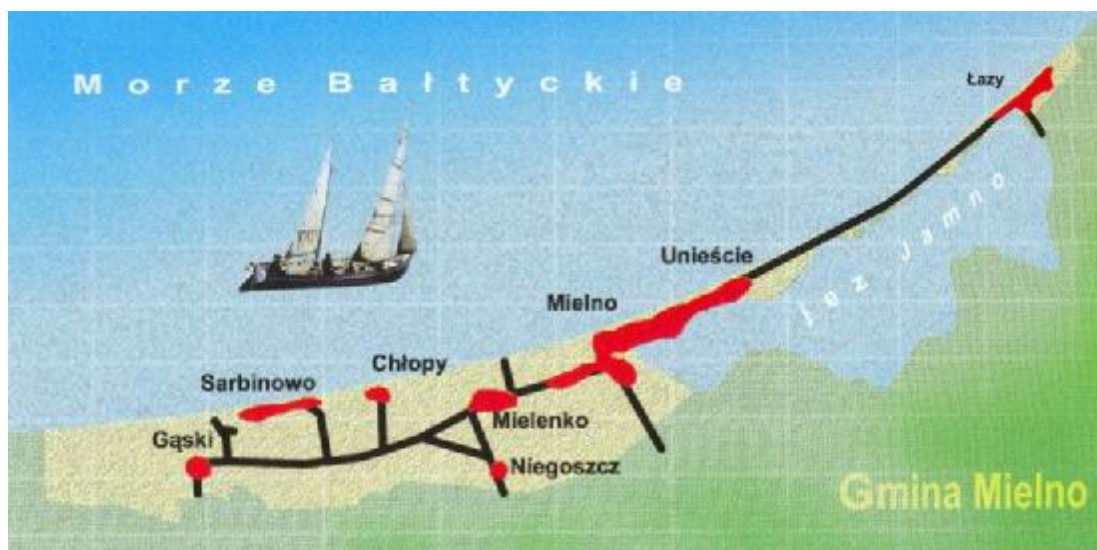 Morze Bałtyckie
Łazy
jez. Jamno
Unieście
Mielno
Chłopy
Sarbinowo
Mielenko
Gąski
Niegoszcz
Gmina Mielno